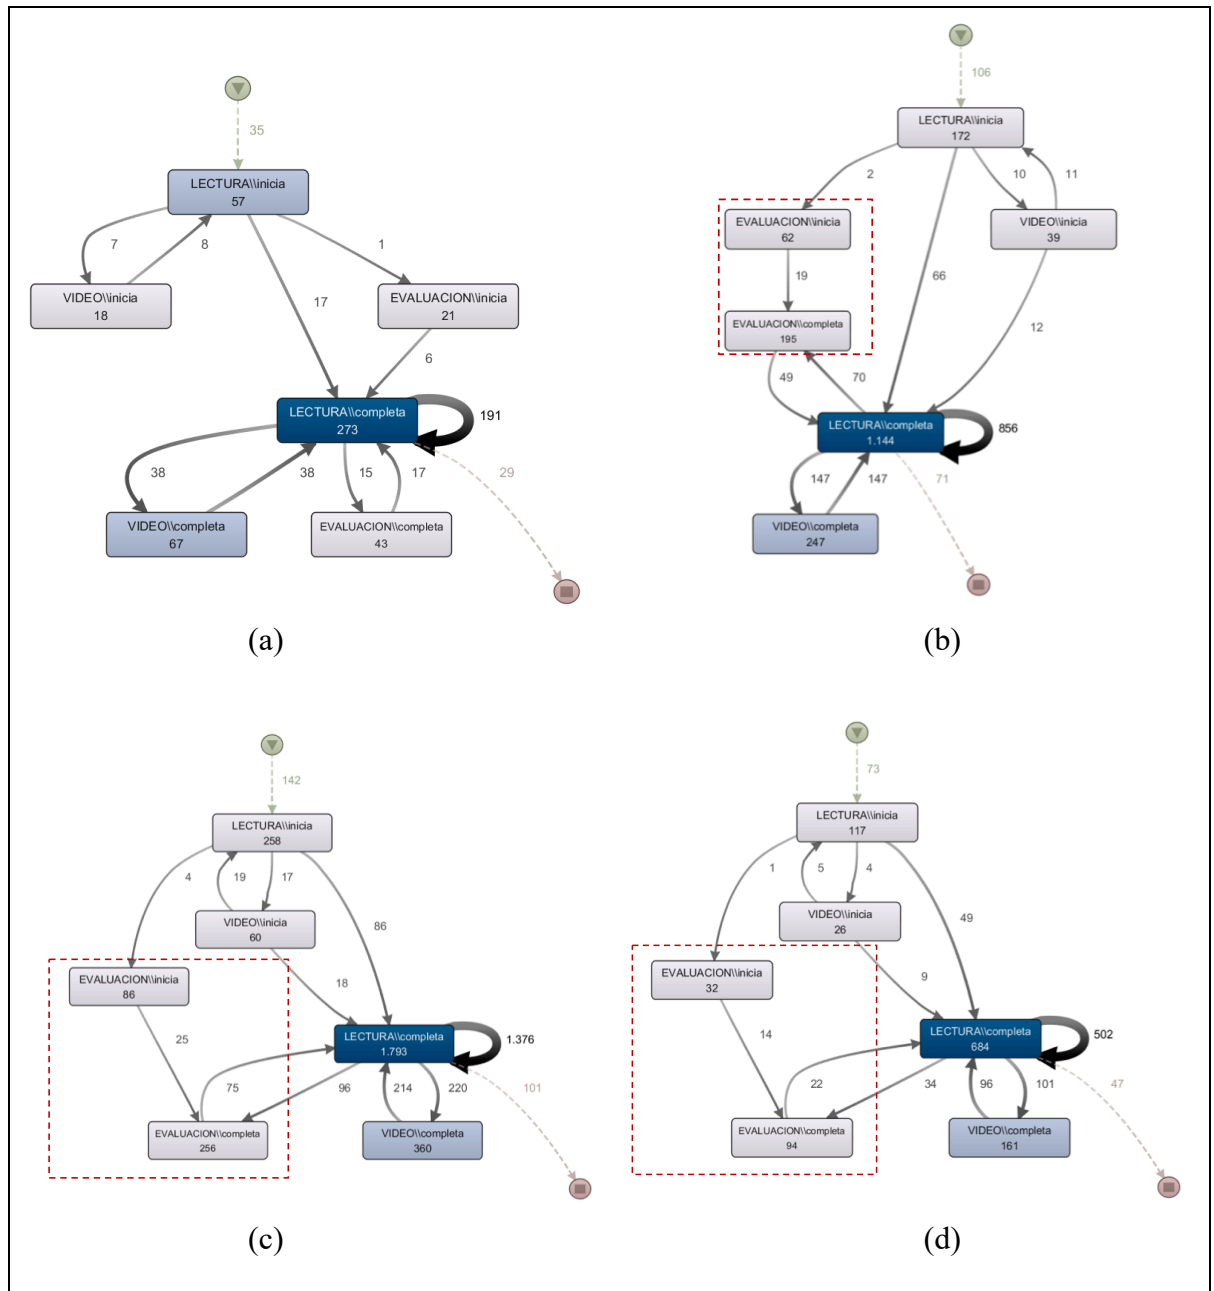 35
LECTURA\\inicia
57
7
8
1
VIDEO\\inicia
18
17
EVALUACION\\inicia
21
6
LECTURA\\completa
273
191
38
38
15
17
29
VIDEO\\completa
67
EVALUACION\\completa
43
(a)
106
LECTURA\\inicia
172
2
10
11
EVALUACION\\inicia
62
VIDEO\\inicia
39
19
66
EVALUACION\\completa
195
12
49
70
LECTURA\\completa
1.144
856
147
147
71
VIDEO\\completa
247
(b)
142
LECTURA\\inicia
258
4
19
17
VIDEO\\inicia
60
86
EVALUACION\\inicia
86
18
25
LECTURA\\completa
1.793
1.376
75
96
214
220
101
EVALUACION\\completa
256
VIDEO\\completa
360
(c)
73
LECTURA\\inicia
117
1
5
4
VIDEO\\inicia
26
49
EVALUACION\\inicia
32
9
14
LECTURA\\completa
684
502
22
34
96
101
47
EVALUACION\\completa
94
VIDEO\\completa
161
(d)